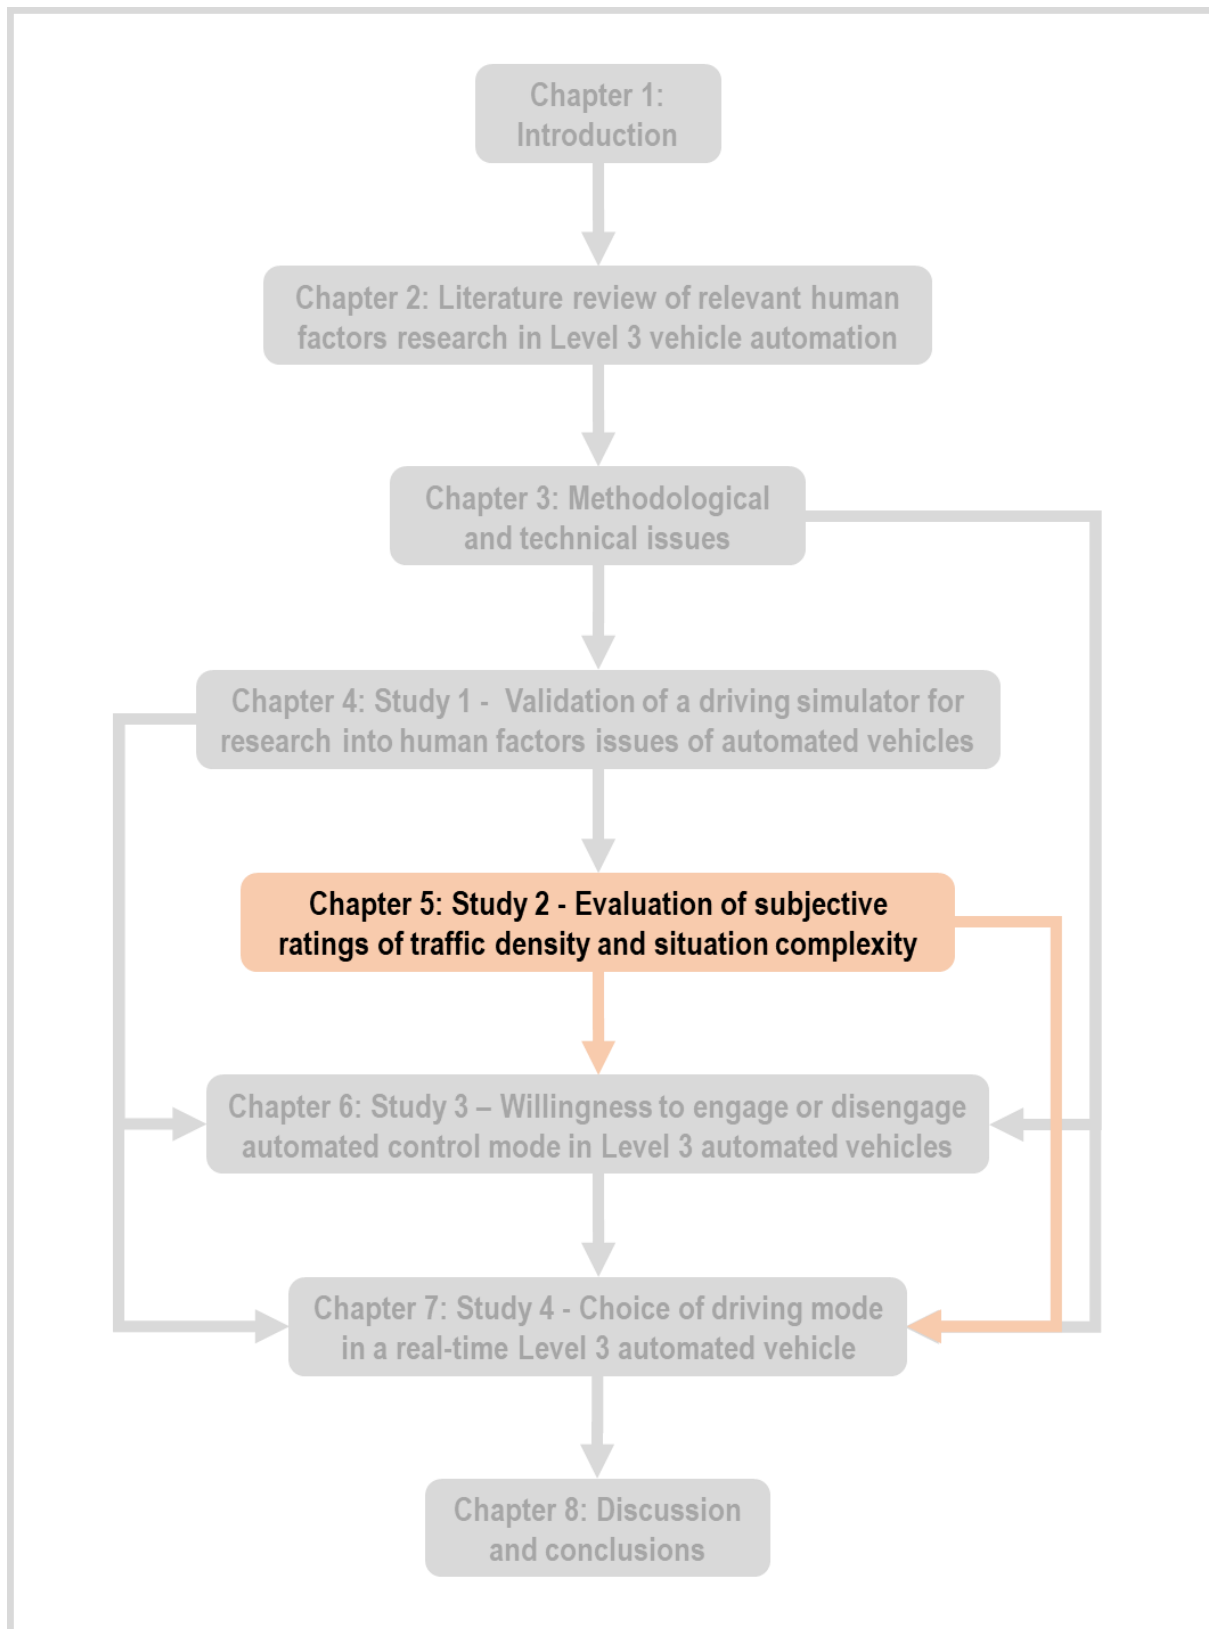 Chapter 1:
Introduction
Chapter 2: Literature review of relevant human
factors research in Level 3 vehicle automation
Chapter 3: Methodological
and technical issues
Chapter 4: Study 1 -  Validation of a driving simulator for
research into human factors issues of automated vehicles
Chapter 5: Study 2 - Evaluation of subjective
ratings of traffic density and situation complexity
Chapter 6: Study 3 – Willingness to engage or disengage
automated control mode in Level 3 automated vehicles
Chapter 7: Study 4 - Choice of driving mode
in a real-time Level 3 automated vehicle
Chapter 8: Discussion
and conclusions